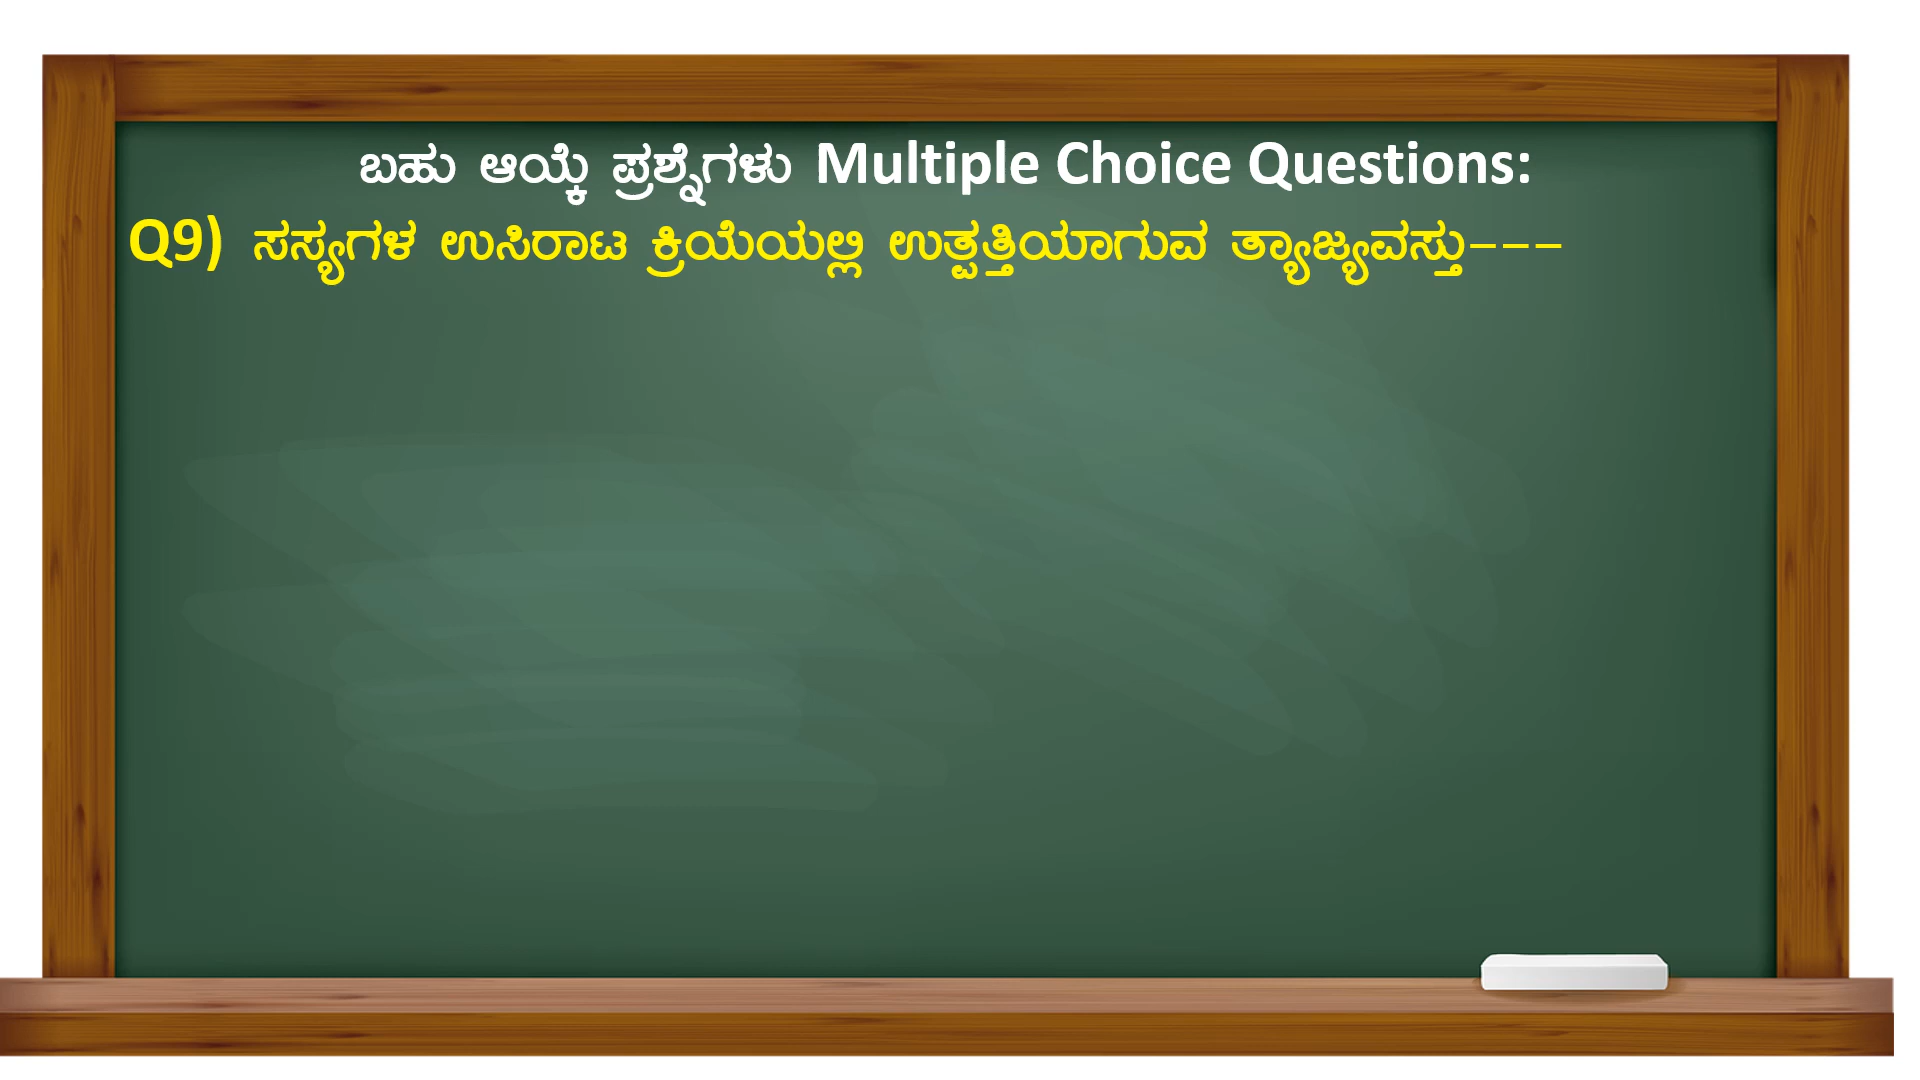 ಬಹು ಆಯ್ಕೆ ಪ್ರಶ್ನೆಗಳು Multiple Choice Questions:
Q9) ಸಸ್ಯಗಳ ಉಸಿರಾಟ ಕ್ರಿಯೆಯಲ್ಲಿ ಉತ್ಪತ್ತಿಯಾಗುವ ತ್ಯಾಜ್ಯವಸ್ತು---